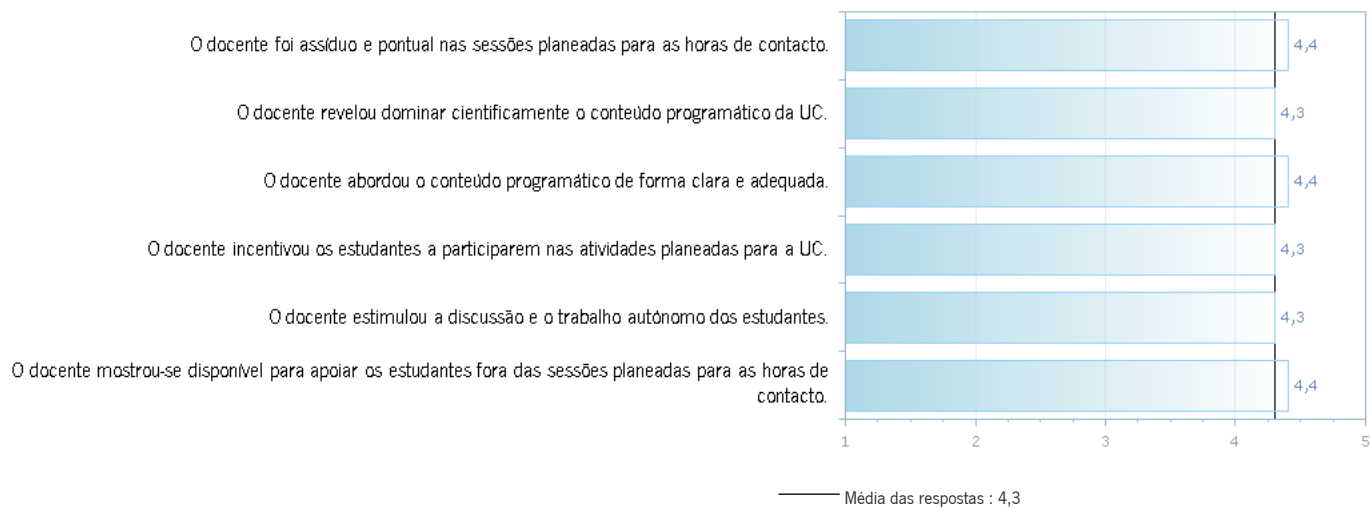 O docente foi assíduo e pontual nas sessões planeadas para as horas de contacto.
4,4
O docente revelou dominar cientificamente o conteúdo programático da UC.
4,3
O docente abordou o conteúdo programático de forma clara e adequada.
4,4
O docente incentivou os estudantes a participarem nas atividades planeadas para a UC.
4,3
O docente estimulou a discussão e o trabalho autónomo dos estudantes.
4,3
O docente mostrou-se disponível para apoiar os estudantes fora das sessões planeadas para as horas de
contacto.
4,4
1 2 3 4 5
Média das respostas : 4,3